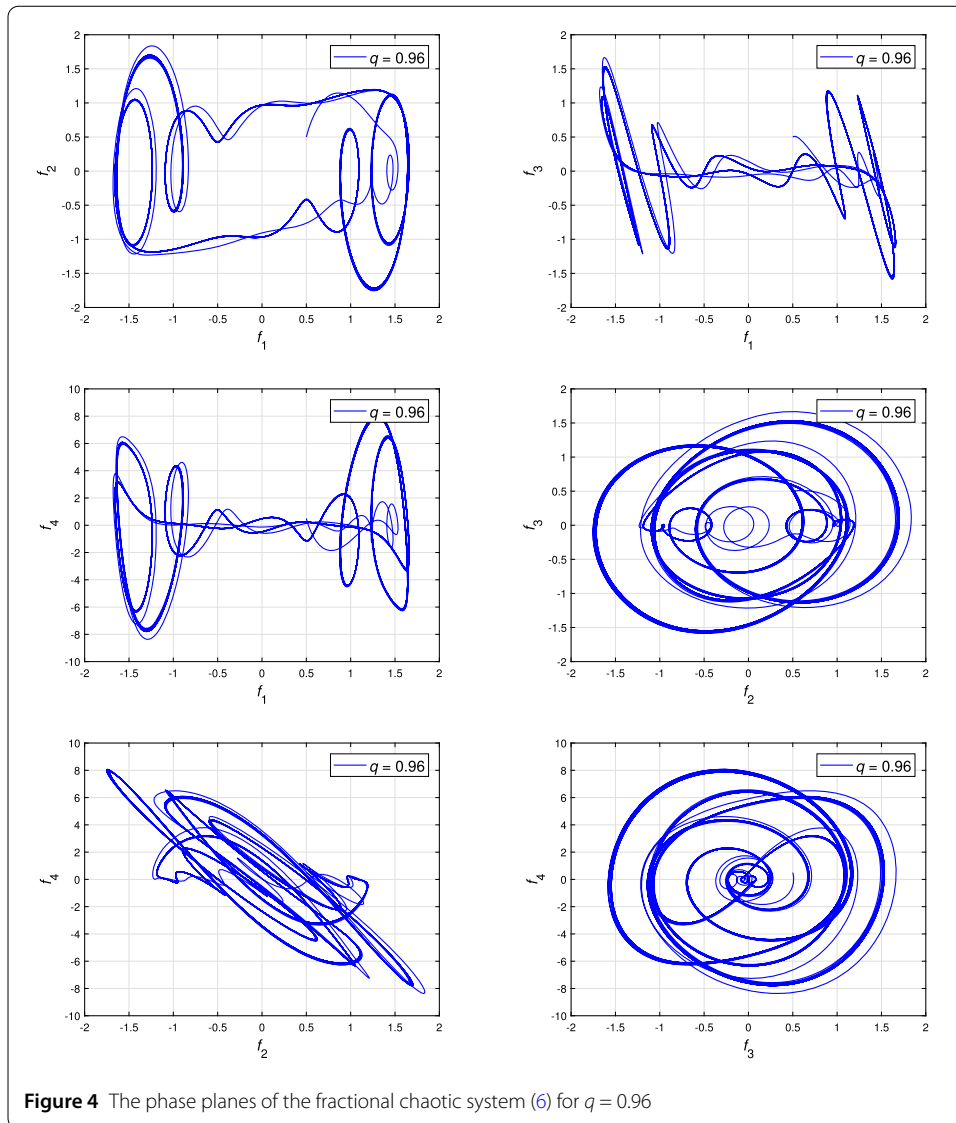 q = 0.96
2
1.5
1
0.5
0
-0.5
-1
-1.5
-2
f2
-2 -1.5 -1 -0.5 0 0.5 1 1.5 2
f1
q = 0.96
2
1.5
1
0.5
0
-0.5
-1
-1.5
-2
f3
-2 -1.5 -1 -0.5 0 0.5 1 1.5 2
f1
q = 0.96
10
8
6
4
2
0
-2
-4
-6
-8
-10
f4
-2 -1.5 -1 -0.5 0 0.5 1 1.5 2
f1
q = 0.96
2
1.5
1
0.5
0
-0.5
-1
-1.5
-2
f3
-2 -1.5 -1 -0.5 0 0.5 1 1.5 2
f2
q = 0.96
10
8
6
4
2
0
-2
-4
-6
-8
-10
f4
-2 -1.5 -1 -0.5 0 0.5 1 1.5 2
f2
q = 0.96
10
8
6
4
2
0
-2
-4
-6
-8
-10
f4
-2 -1.5 -1 -0.5 0 0.5 1 1.5 2
f3
Figure 4 The phase planes of the fractional chaotic system (6) for q = 0.96